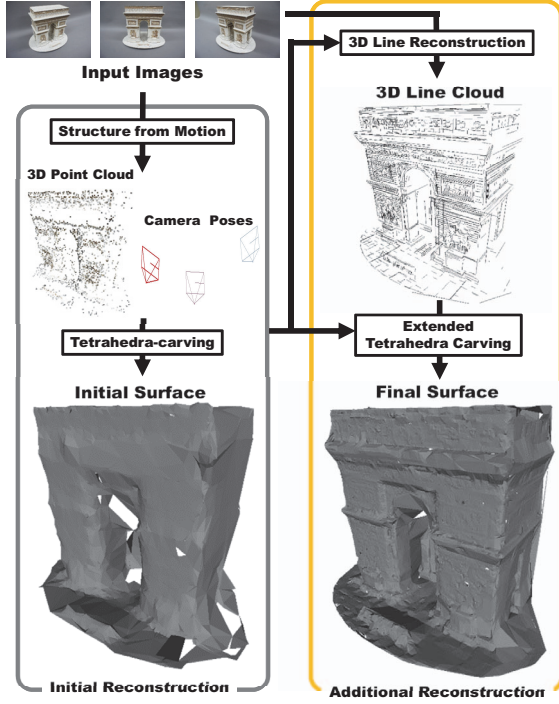 Input Images
Structure from Motion
3D Point Cloud
Camera Poses
Tetrahedra-carving
Initial Surface
Initial Reconstruction
3D Line Reconstruction
3D Line Cloud
Extended
Tetrahedra Carving
Final Surface
Additional Reconstruction